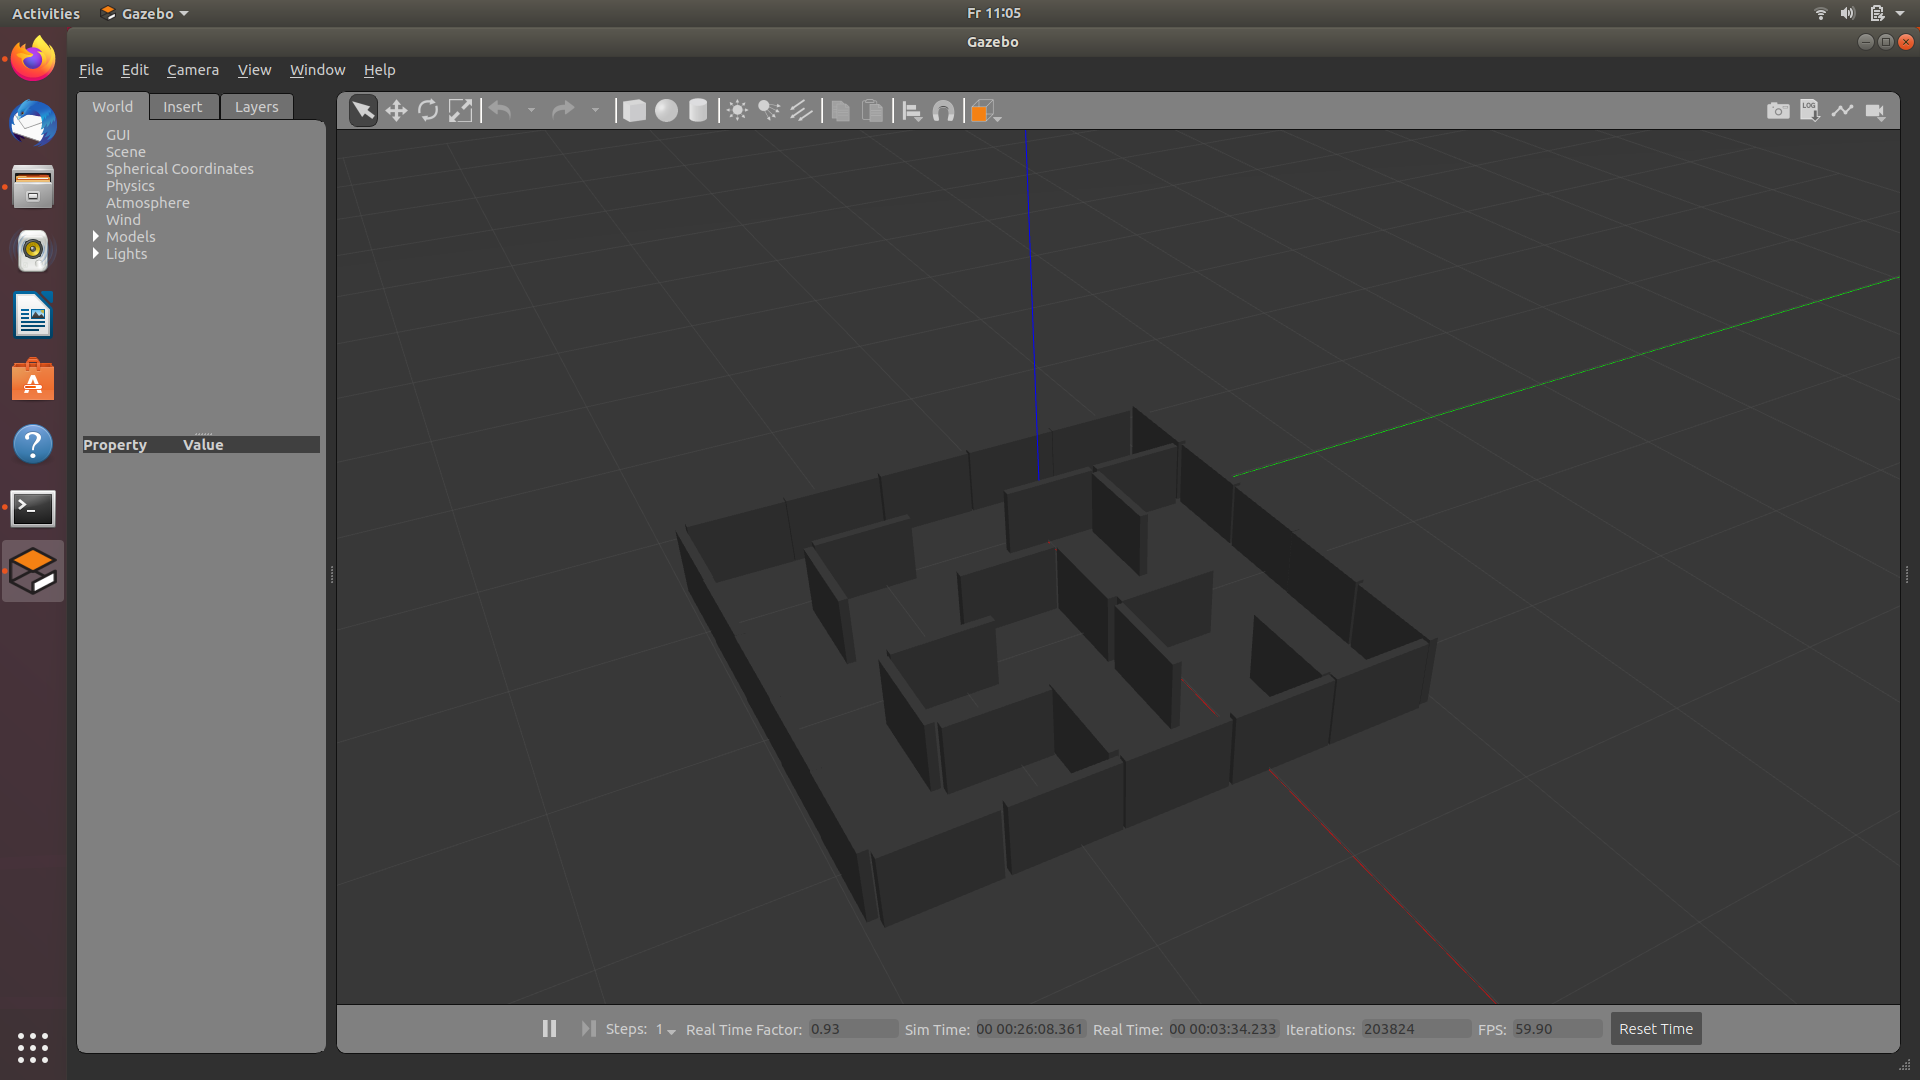 Activities Gazebo Fr 11:05
Gazebo
File Edit Camera View Window Help
World Insert Layers
LOG
GUI
Scene
Spherical Coordinates
Physics
Atmosphere
Wind
Models
Lights
Property Value
Steps: 1 Real Time Factor: 0.93 Sim Time: 00 00:26:08.361 Real Time: 00 00:03:34.233 Iterations: 203824 FPS: 59.90 Reset Time